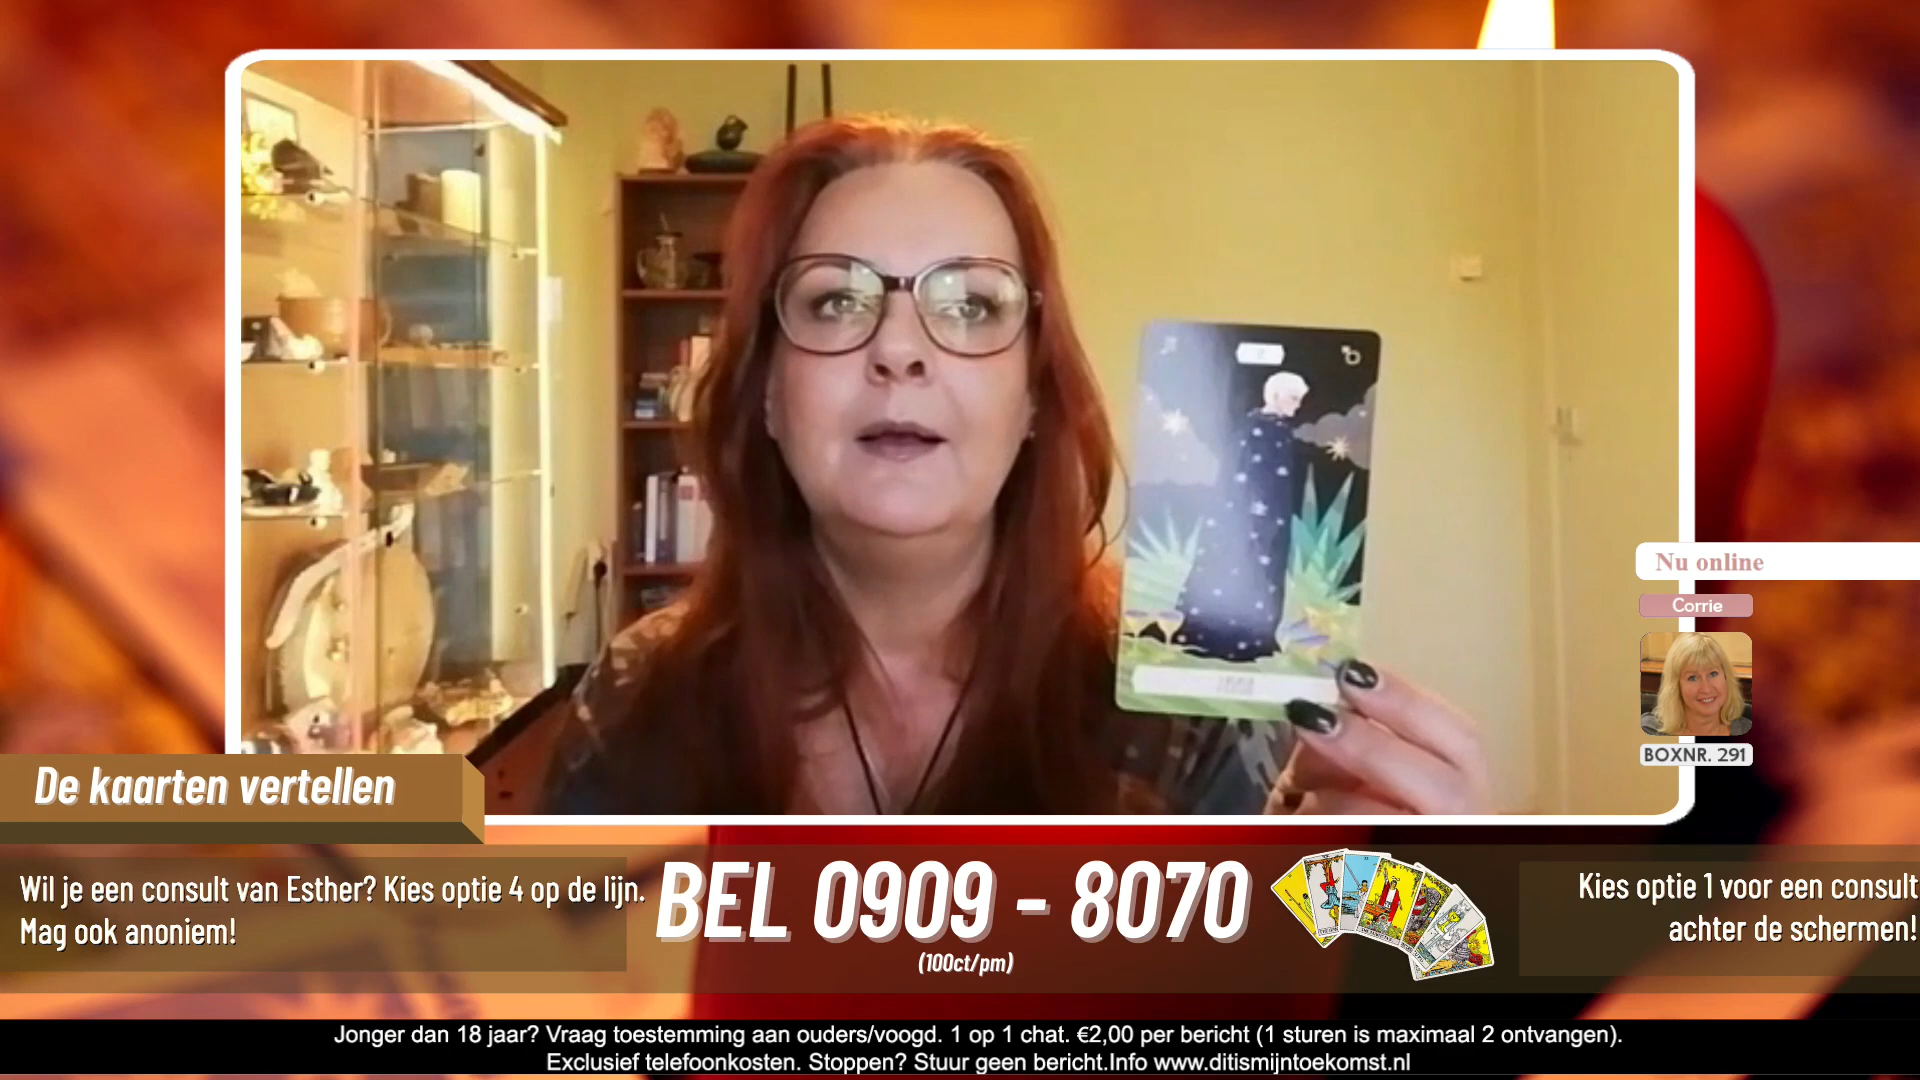 Nu online
Corrie
BOXNR. 291
De kaarten vertellen
Wil je een consult van Esther? Kies optie 4 op de lijn.
Mag ook anoniem!
BEL 0909 - 8070
(100ct/pm)
Kies optie 1 voor een consult
achter de schermen!
Jonger dan 18 jaar? Vraag toestemming aan ouders/voogd. 1 op 1 chat. €2,00 per bericht (1 sturen is maximaal 2 ontvangen).
Exclusief telefoonkosten. Stoppen? Stuur geen bericht.Info www.ditismijntoekomst.nl